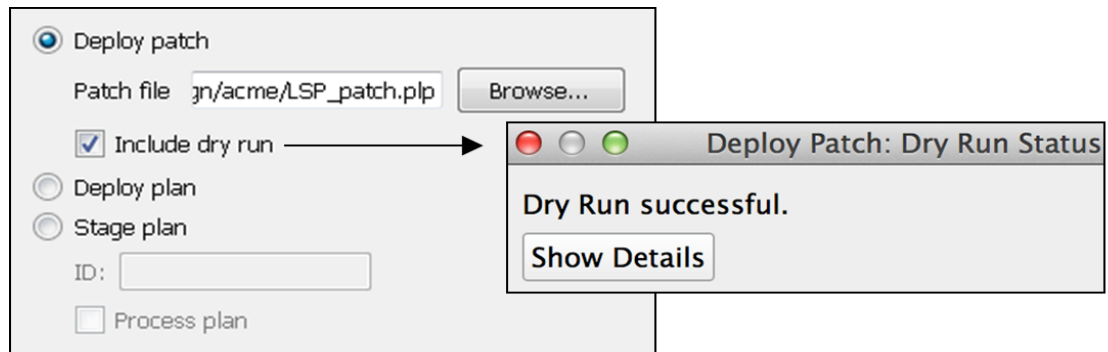 Deploy patch
Patch file gn/acme/LSP_patch.plp Browse...
Include dry run
Deploy plan
Stage plan
ID:
Process plan
Deploy Patch: Dry Run Status
Dry Run successful.
Show Details